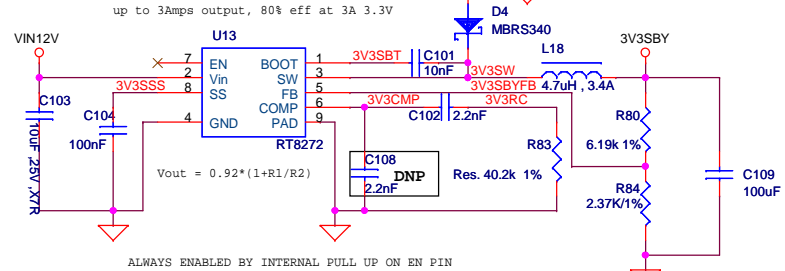 up to 3Amps output, 80% eff at 3A 3.3V
D4
MBRS340
VIN12V
U13
L18
3V3SBY
7
EN
BOOT
1
3V3SBT
C101
10nF
2
Vin
SW
3
3V3SW
4.7uH , 3.4A
3V3SSS
8
SS
FB
5
3V3SBYFB
COMP
6
3V3CMP
3V3RC
C102
2.2nF
C103
10uF ,25V ,X7R
C104
100nF
4
GND
PAD
9
RT8272
R80
6.19k 1%
R83
Res. 40.2k 1%
C108
DNP
2.2nF
Vout = 0.92*(1+R1/R2)
R84
2.37K/1%
C109
100uF
ALWAYS ENABLED BY INTERNAL PULL UP ON EN PIN